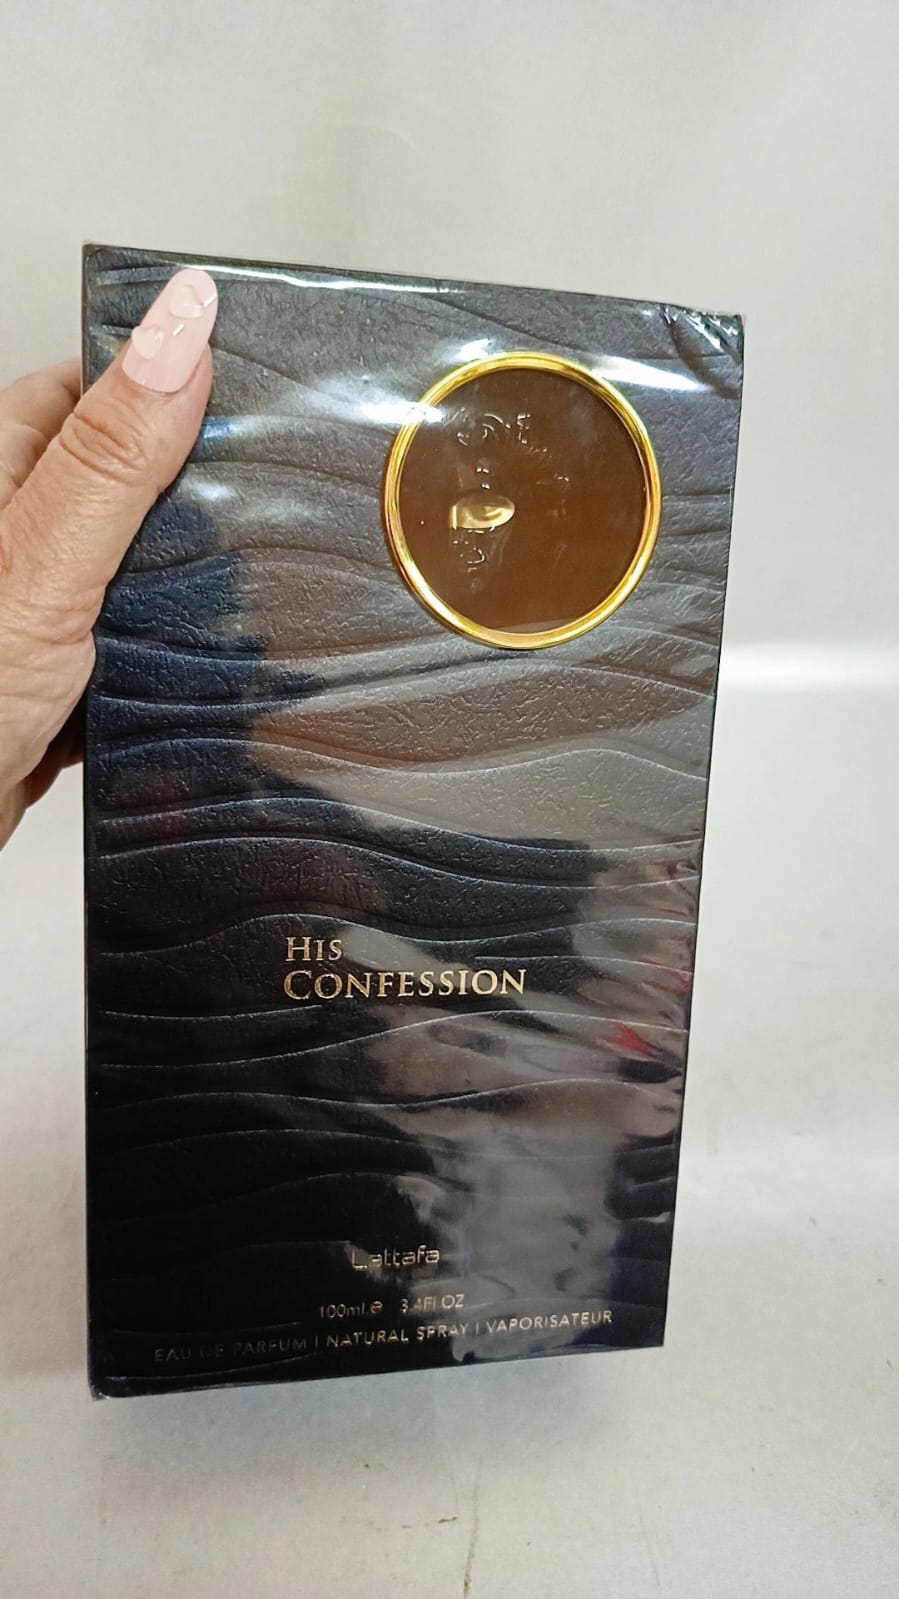 His
Confession
Lattafa
100ml.e 3.4Fl OZ
EAU DE PARFUM | NATURAL SPRAY | VAPORISATEUR